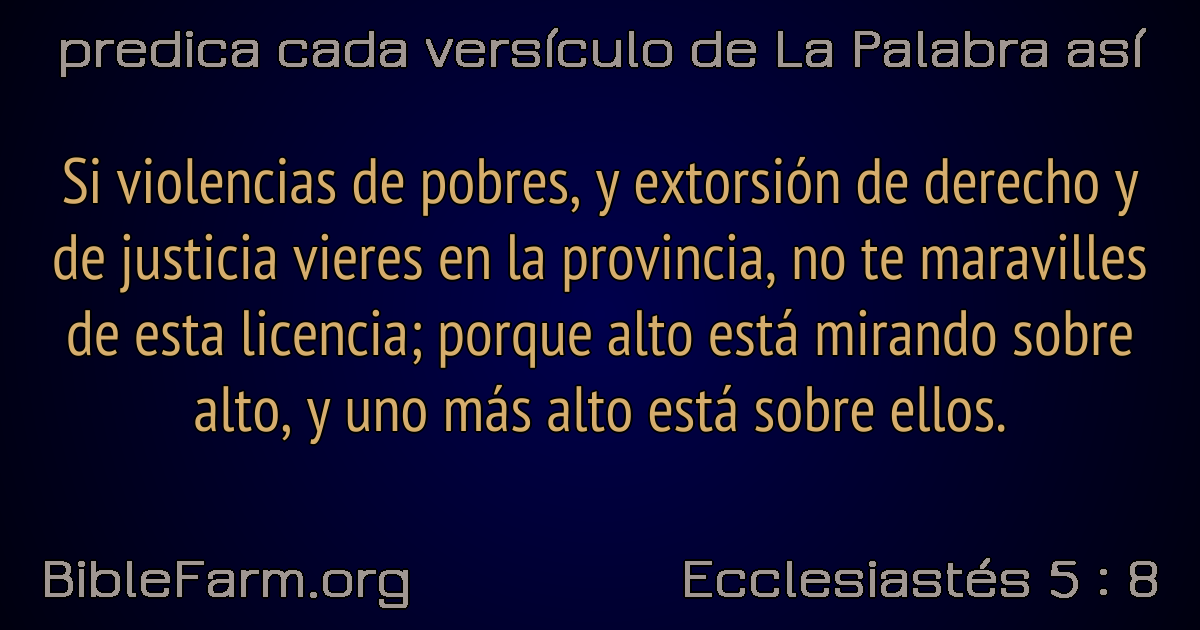 predica cada versículo de La Palabra así
Si violencias de pobres, y extorsión de derecho y
de justicia vieres en la provincia, no te maravilles
de esta licencia; porque alto está mirando sobre
alto, y uno más alto está sobre ellos.
BibleFarm.org
Ecclesiastés 5 : 8